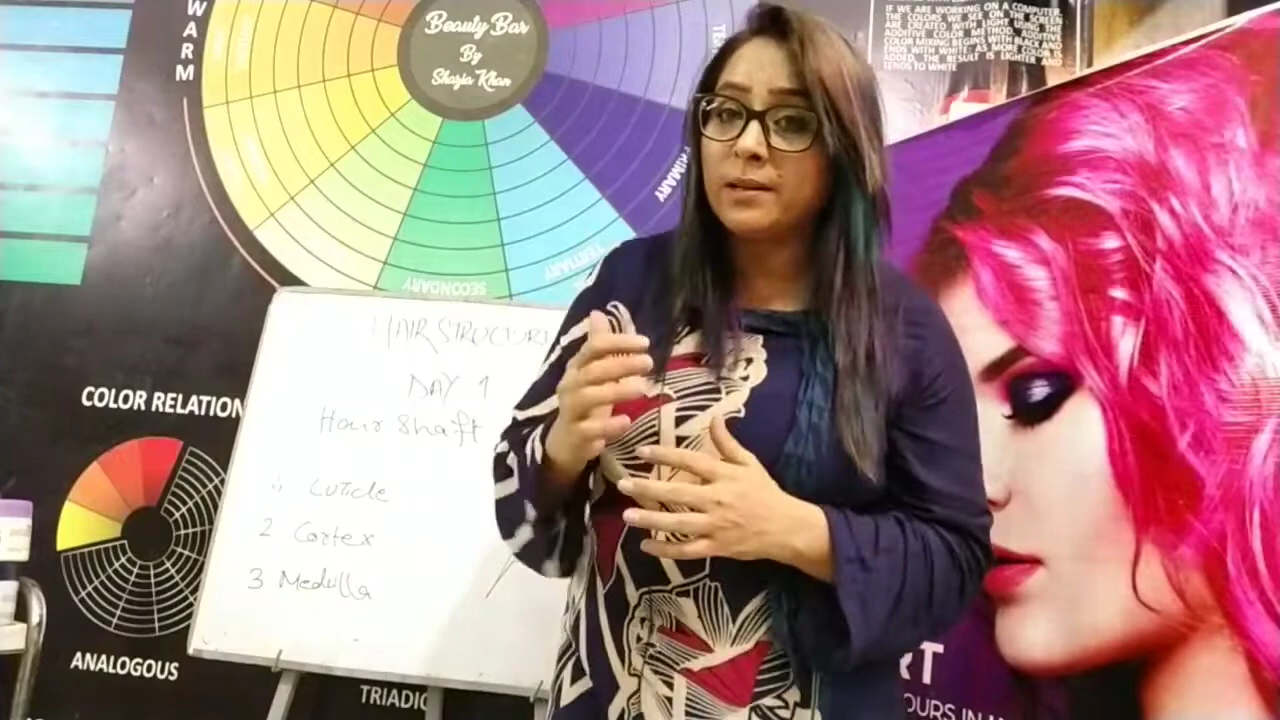 WARM
Beauty Bar
By
Shazia Khan
IF WE ARE WORKING ON A COMPUTER,
THE COLORS WE SEE ON THE SCREEN
ARE CREATED WITH LIGHT USING THE
ADDITIVE COLOR METHOD. ADDITIVE
COLOR MIXING BEGINS WITH BLACK AND
ENDS WITH WHITE; AS MORE COLOR IS
ADDED, THE RESULT IS LIGHTER AND
TENDS TO WHITE
PRIMARY
TERTIARY
SECONDARY
HAIR STRUCTURE
DAY 1
Hair Shaft
1 Cuticle
2 Cortex
3 Medulla
COLOR RELATION
ANALOGOUS
TRIADIC
RT
OURS IN